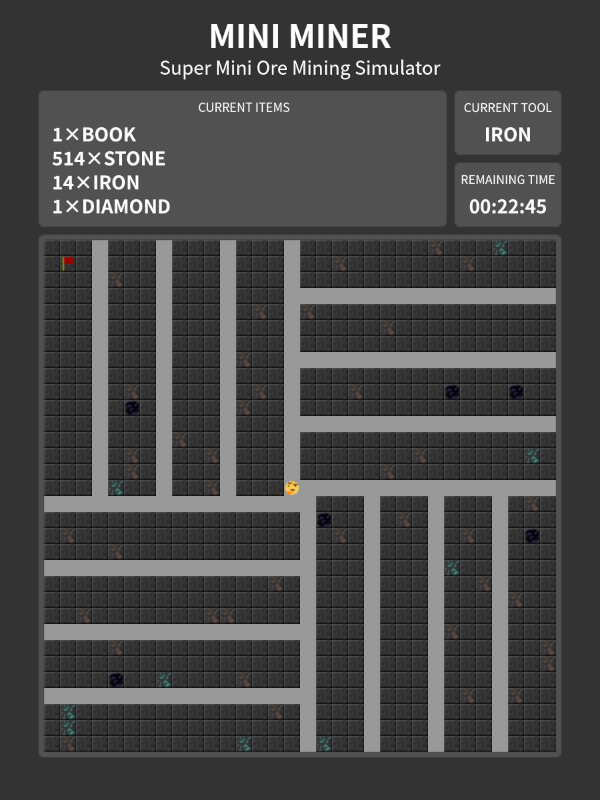 MINI MINER
Super Mini Ore Mining Simulator
CURRENT ITEMS
1×BOOK
514×STONE
14×IRON
1×DIAMOND
CURRENT TOOL
IRON
REMAINING TIME
00:22:45